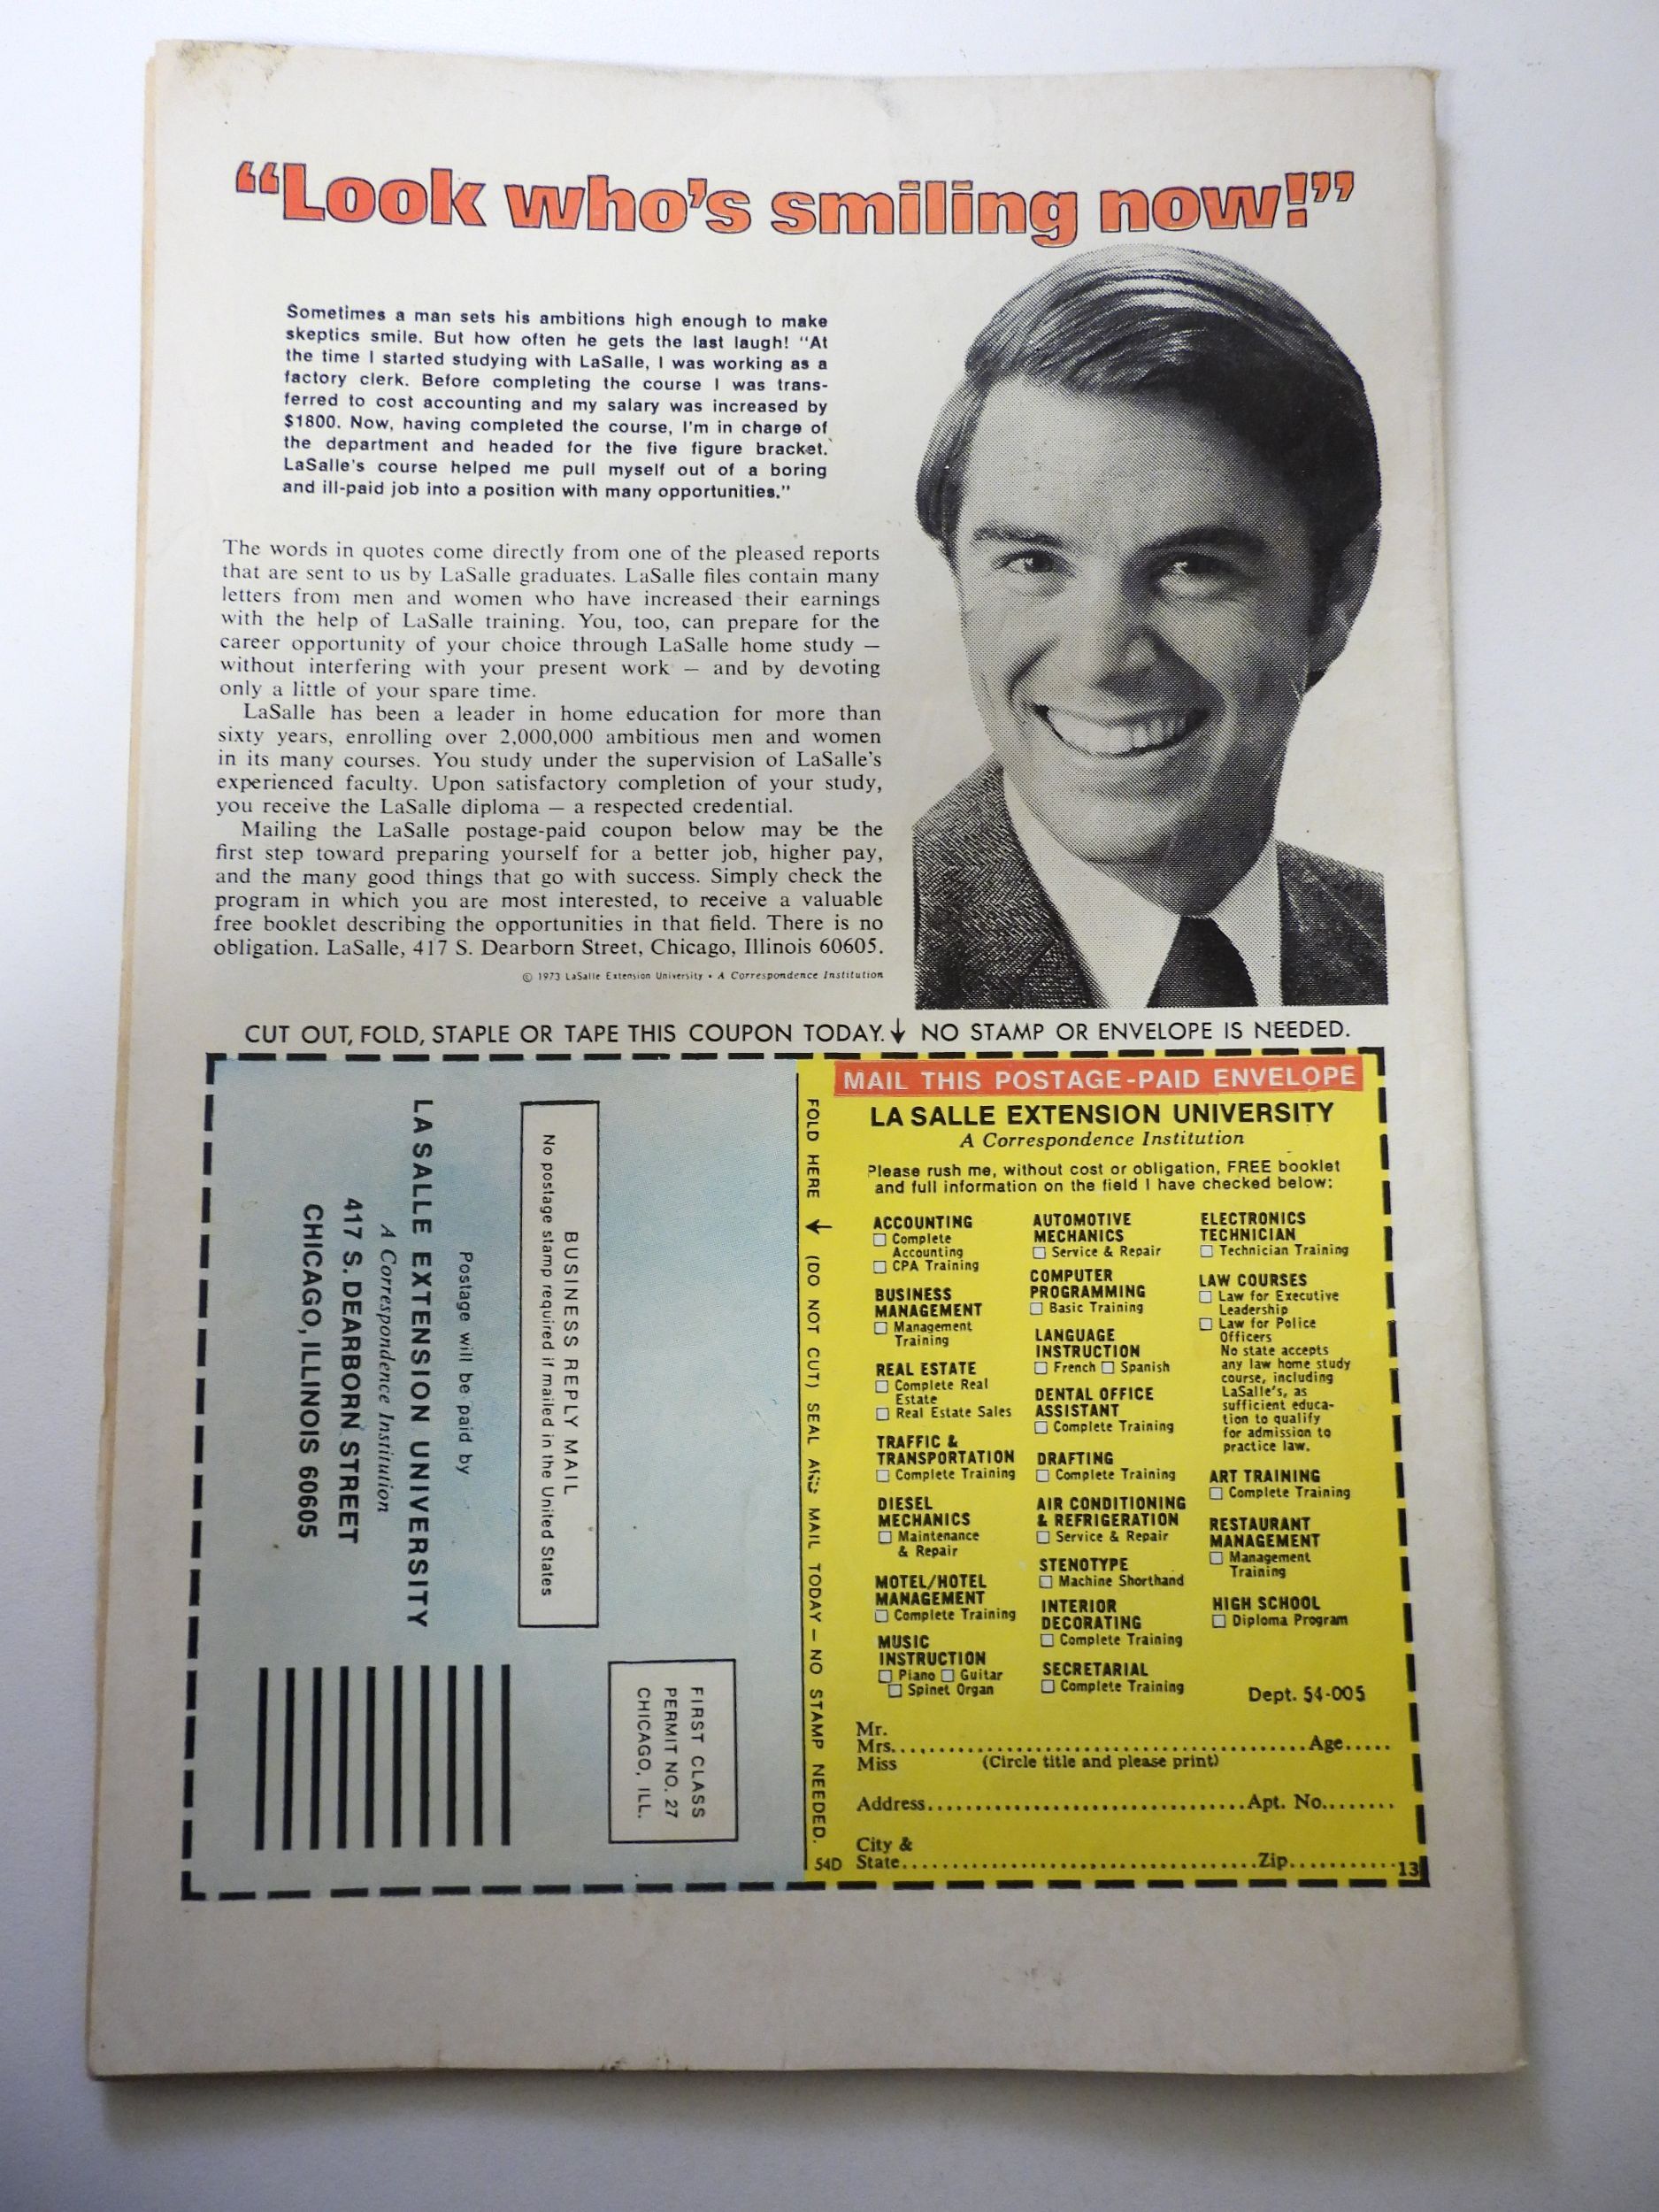 “Look who’s smiling now!”
Sometimes a man sets his ambitions high enough to make
skeptics smile. But how often he gets the last laugh! “At
the time I started studying with LaSalle, I was working as a
factory clerk. Before completing the course I was trans-
ferred to cost accounting and my salary was increased by
$1800. Now, having completed the course, I’m in charge of
the department and headed for the five figure bracket.
LaSalle’s course helped me pull myself out of a boring
and ill-paid job into a position with many opportunities.”
The words in quotes come directly from one of the pleased reports
that are sent to us by LaSalle graduates. LaSalle files contain many
letters from men and women who have increased their earnings
with the help of LaSalle training. You, too, can prepare for the
career opportunity of your choice through LaSalle home study —
without interfering with your present work — and by devoting
only a little of your spare time.
LaSalle has been a leader in home education for more than
sixty years, enrolling over 2,000,000 ambitious men and women
in its many courses. You study under the supervision of LaSalle’s
experienced faculty. Upon satisfactory completion of your study,
you receive the LaSalle diploma — a respected credential.
Mailing the LaSalle postage-paid coupon below may be the
first step toward preparing yourself for a better job, higher pay,
and the many good things that go with success. Simply check the
program in which you are most interested, to receive a valuable
free booklet describing the opportunities in that field. There is no
obligation. LaSalle, 417 S. Dearborn Street, Chicago, Illinois 60605.
© 1973 LaSalle Extension University • A Correspondence Institution
CUT OUT, FOLD, STAPLE OR TAPE THIS COUPON TODAY. ↓ NO STAMP OR ENVELOPE IS NEEDED.
FIRST CLASS
PERMIT NO. 27
CHICAGO, ILL.
BUSINESS REPLY MAIL
No postage stamp required if mailed in the United States
Postage will be paid by
LA SALLE EXTENSION UNIVERSITY
A Correspondence Institution
417 S. DEARBORN STREET
CHICAGO, ILLINOIS 60605
FOLD HERE → (DO NOT CUT) SEAL AND MAIL TODAY — NO STAMP NEEDED.
MAIL THIS POSTAGE-PAID ENVELOPE
LA SALLE EXTENSION UNIVERSITY
A Correspondence Institution
Please rush me, without cost or obligation, FREE booklet
and full information on the field I have checked below:
ACCOUNTING
☐ Complete
Accounting
☐ CPA Training
BUSINESS
MANAGEMENT
☐ Management
Training
REAL ESTATE
☐ Complete Real
Estate
☐ Real Estate Sales
TRAFFIC &
TRANSPORTATION
☐ Complete Training
DIESEL
MECHANICS
☐ Maintenance
& Repair
MOTEL/HOTEL
MANAGEMENT
☐ Complete Training
MUSIC
INSTRUCTION
☐ Piano ☐ Guitar
☐ Spinet Organ
AUTOMOTIVE
MECHANICS
☐ Service & Repair
COMPUTER
PROGRAMMING
☐ Basic Training
LANGUAGE
INSTRUCTION
☐ French ☐ Spanish
DENTAL OFFICE
ASSISTANT
☐ Complete Training
DRAFTING
☐ Complete Training
AIR CONDITIONING
& REFRIGERATION
☐ Service & Repair
STENOTYPE
☐ Machine Shorthand
INTERIOR
DECORATING
☐ Complete Training
SECRETARIAL
☐ Complete Training
ELECTRONICS
TECHNICIAN
☐ Technician Training
LAW COURSES
☐ Law for Executive
Leadership
☐ Law for Police
Officers
No state accepts
any law home study
course, including
LaSalle’s, as
sufficient educa-
tion to qualify
for admission to
practice law.
ART TRAINING
☐ Complete Training
RESTAURANT
MANAGEMENT
☐ Management
Training
HIGH SCHOOL
☐ Diploma Program
Dept. 54-005
Mr.
Mrs. ........ Age.....
Miss (Circle title and please print)
Address........ Apt. No........
City &
54D State........ Zip........ 13